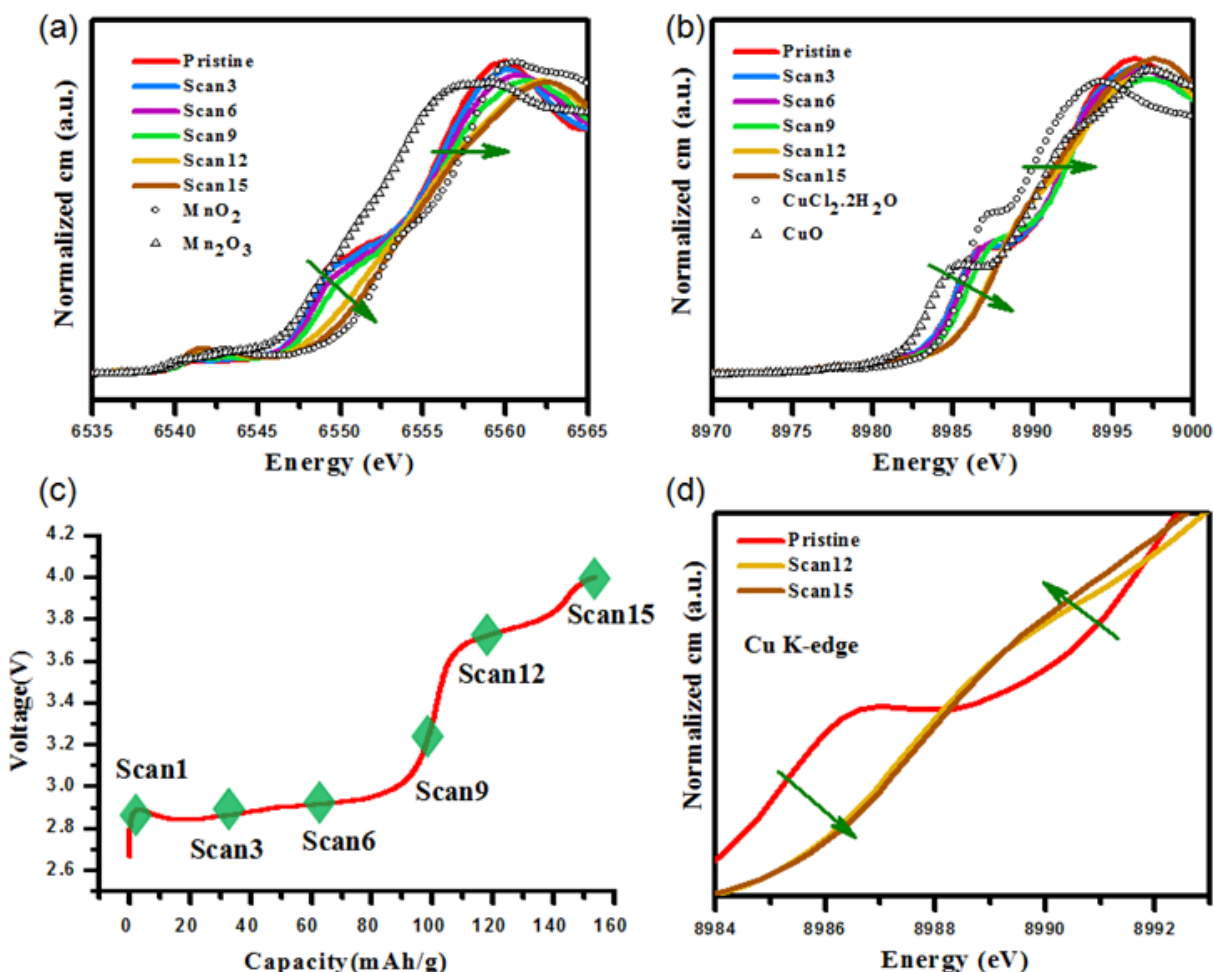 (a)
Normalized cm (a.u.)
Pristine
Scan3
Scan6
Scan9
Scan12
Scan15
MnO₂
Mn₂O₃
6535 6540 6545 6550 6555 6560 6565
Energy (eV)
(b)
Normalized cm (a.u.)
Pristine
Scan3
Scan6
Scan9
Scan12
Scan15
CuCl₂.2H₂O
CuO
8970 8975 8980 8985 8990 8995 9000
Energy (eV)
(c)
Voltage(V)
4.2
4.0
3.8
3.6
3.4
3.2
3.0
2.8
2.6
Scan1
Scan3
Scan6
Scan9
Scan12
Scan15
0 20 40 60 80 100 120 140 160
Capacity(mAh/g)
(d)
Normalized cm (a.u.)
Pristine
Scan12
Scan15
Cu K-edge
8984 8986 8988 8990 8992
Energy (eV)